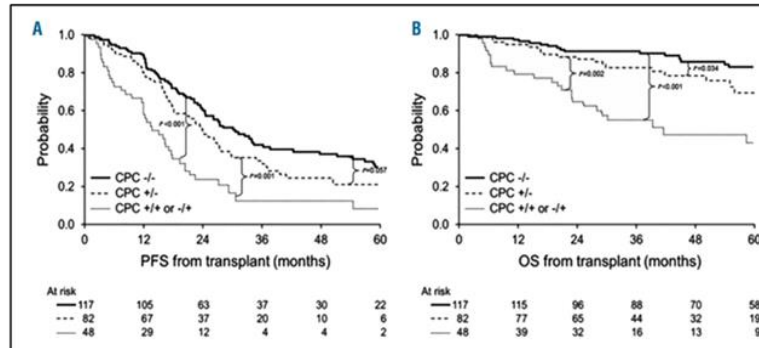 A
1.0
0.8
0.6
0.4
0.2
0.0
Probability
P<0.001
P=0.001
P=0.057
CPC -/-
CPC +/-
CPC +/+ or -/+
0 12 24 36 48 60
PFS from transplant (months)
At risk
117 105 63 37 30 22
82 67 37 20 10 6
48 29 12 4 4 2
B
1.0
0.8
0.6
0.4
0.2
0.0
Probability
P=0.002
P=0.001
P=0.034
CPC -/-
CPC +/-
CPC +/+ or -/+
0 12 24 36 48 60
OS from transplant (months)
At risk
117 115 96 88 70 58
82 77 65 44 32 19
48 39 32 16 13 9